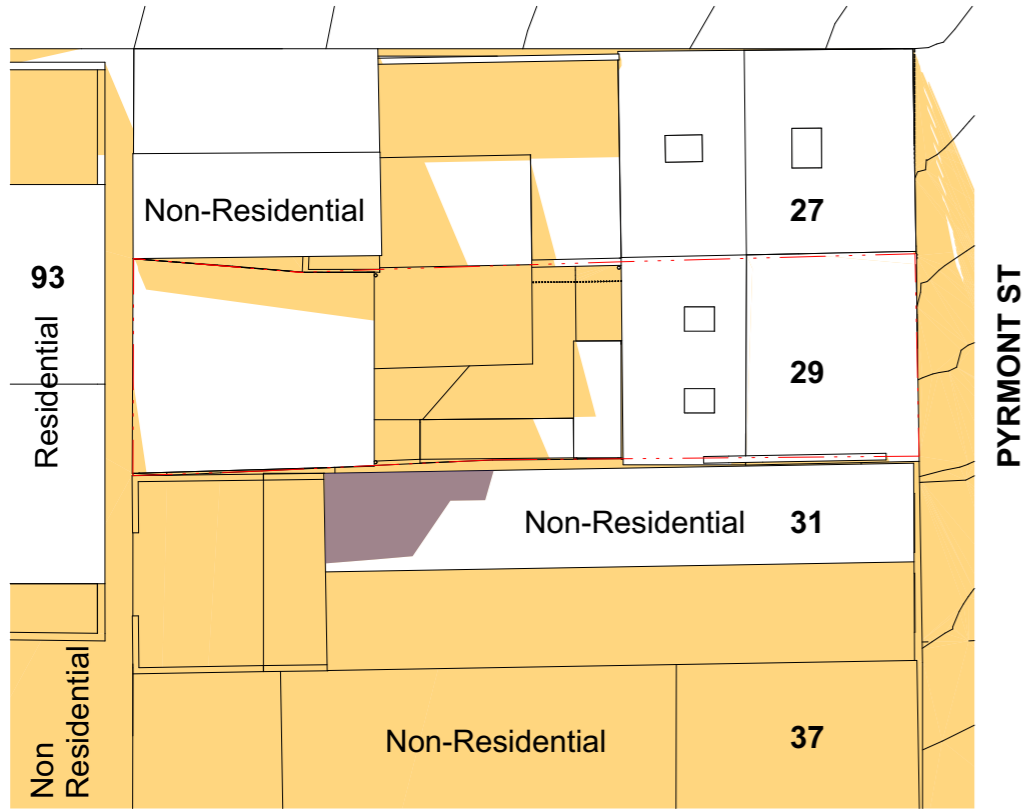 Non-Residential
27
93
Residential
29
PYRMONT ST
Non-Residential
31
Non
Residential
Non-Residential
37